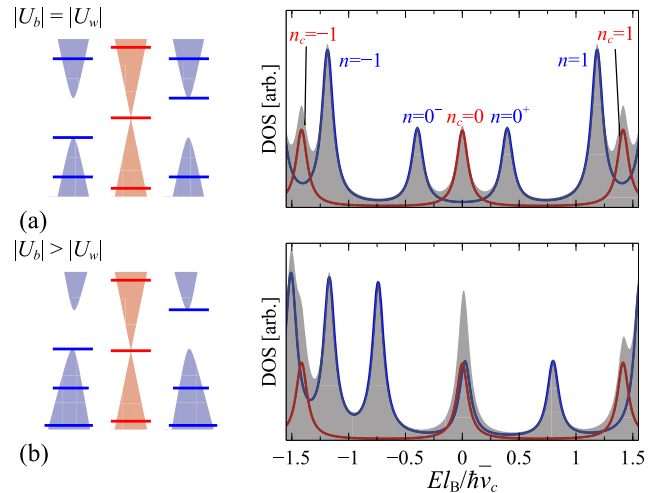 |U_b| = |U_w|
(a)
DOS [arb.]
n_c=−1
n_c=1
n=−1
n=1
n=0⁻
n_c=0
n=0⁺
|U_b| > |U_w|
(b)
DOS [arb.]
−1.5 −1 −0.5 0 0.5 1 1.5
El_B/ħv̄_c